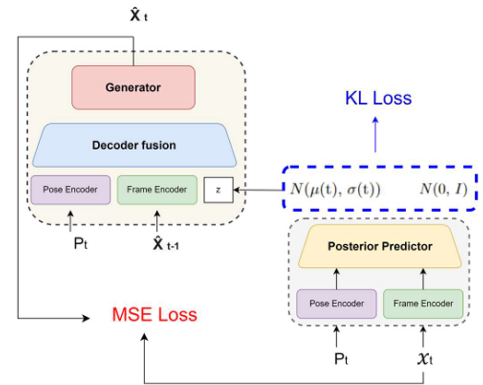 X̂ t
Generator
Decoder fusion
Pose Encoder
Frame Encoder
z
Pt
X̂ t-1
KL Loss
N(μ(t), σ(t)) N(0, I)
Posterior Predictor
Pose Encoder
Frame Encoder
Pt
𝒳t
MSE Loss